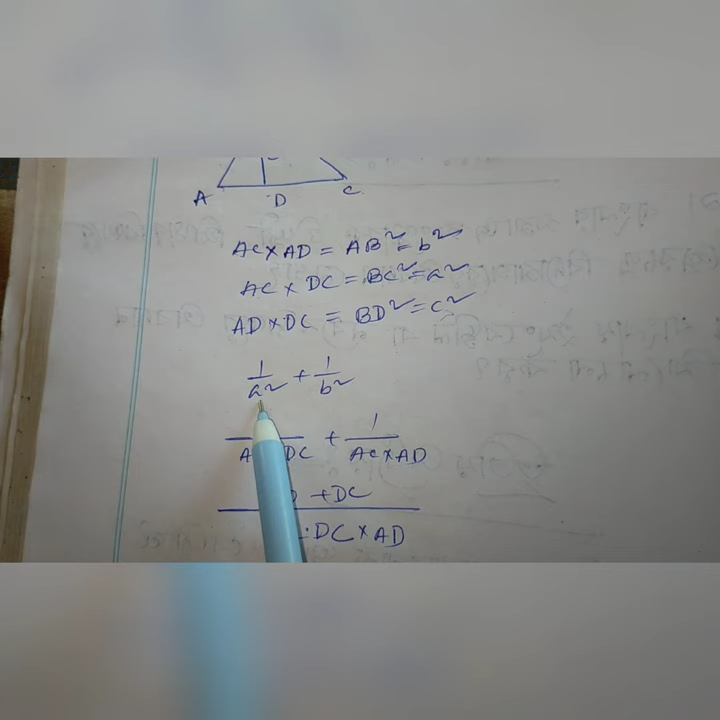 A D C
AC × AD = AB² = b²
AC × DC = BC² = a²
AD × DC = BD² = c²
1/a² + 1/b²
DC + 1/AC × AD
+ DC
DC × AD